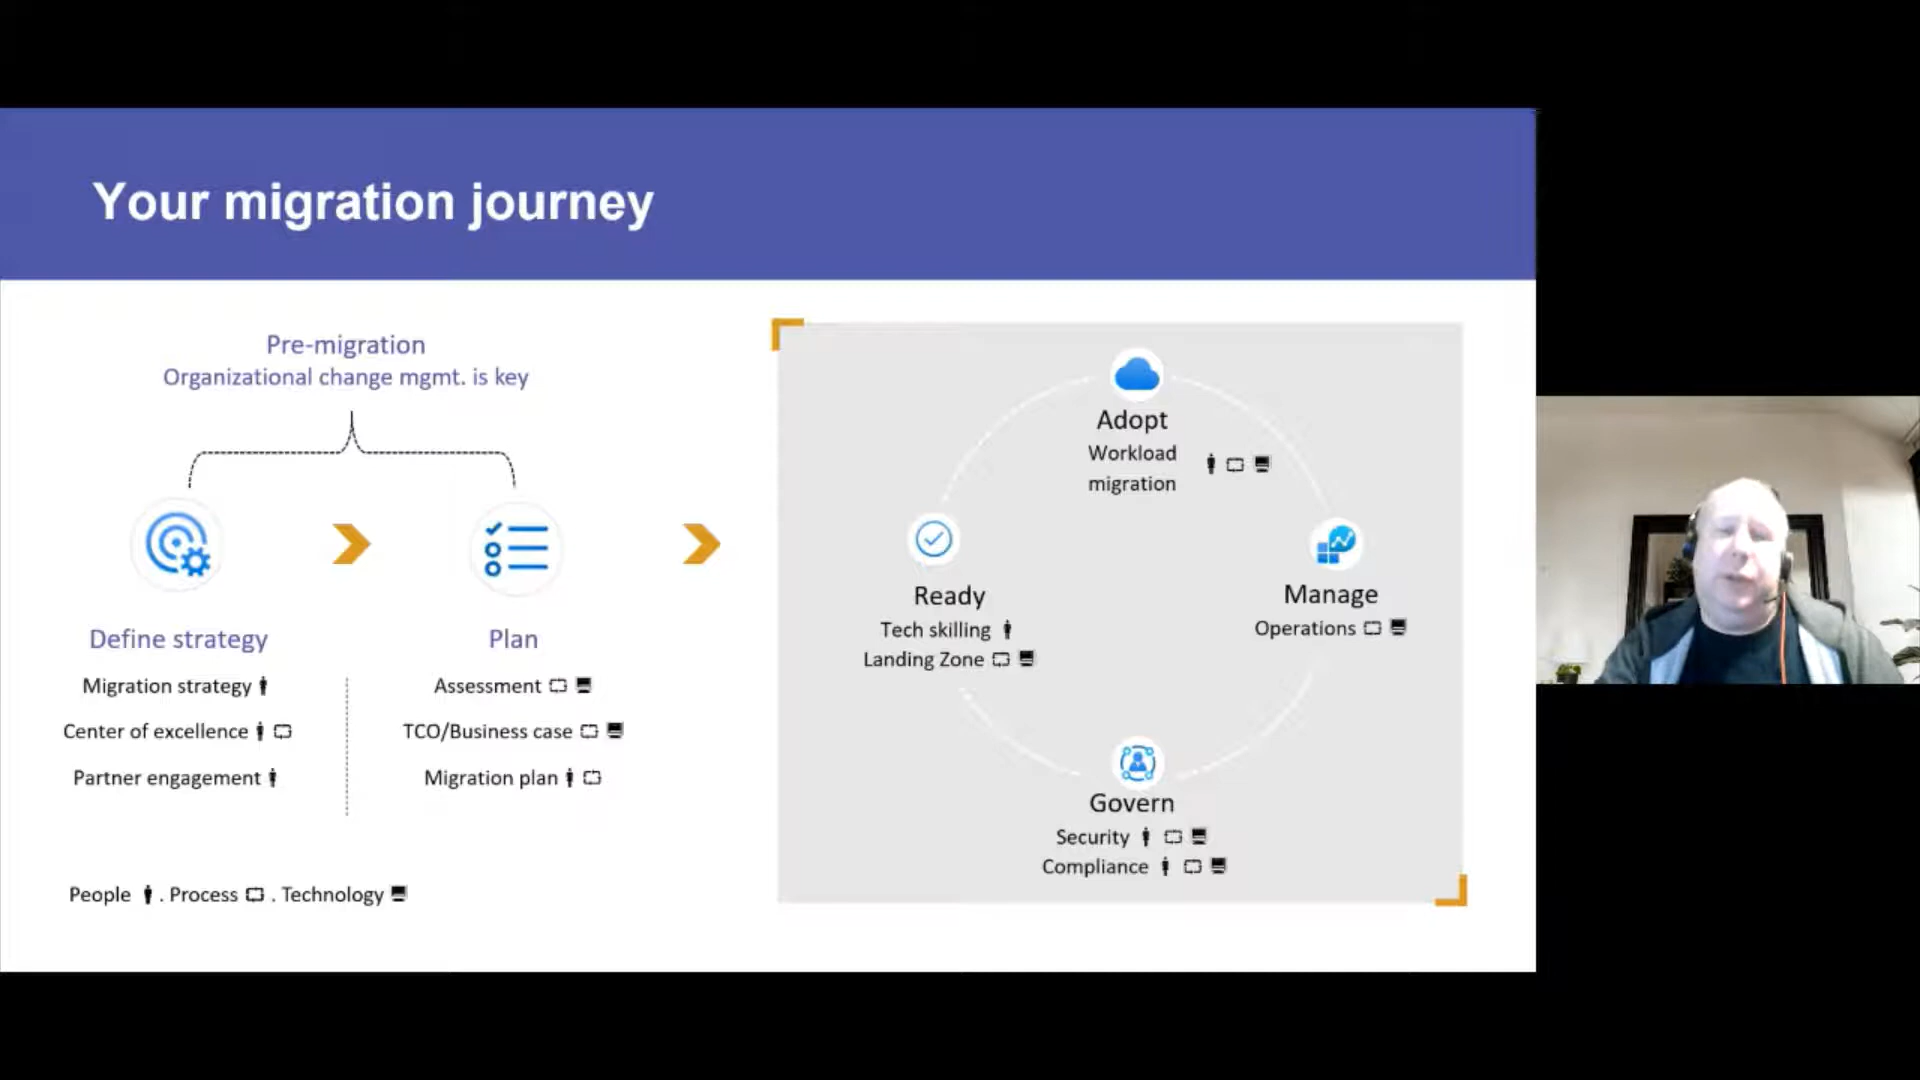 Your migration journey
Pre-migration
Organizational change mgmt. is key
Define strategy
Migration strategy
Center of excellence
Partner engagement
Plan
Assessment
TCO/Business case
Migration plan
People . Process . Technology
Adopt
Workload
migration
Ready
Tech skilling
Landing Zone
Manage
Operations
Govern
Security
Compliance